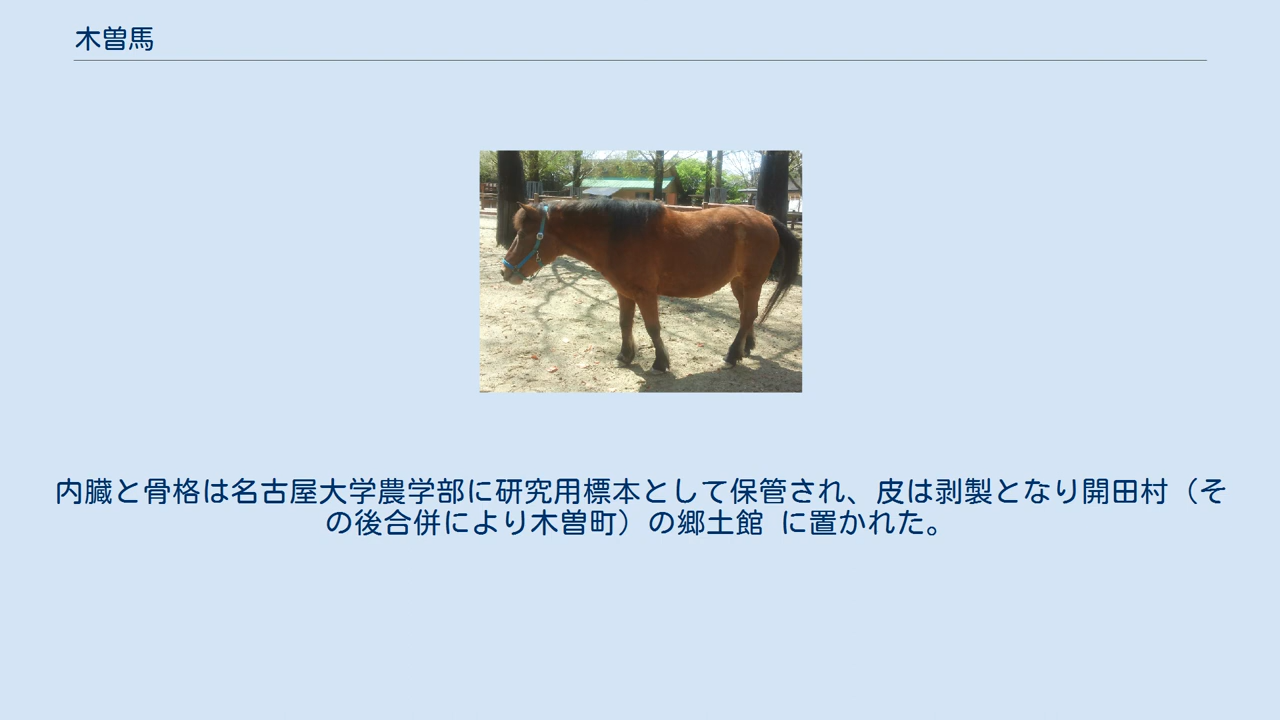 木曽馬
内臓と骨格は名古屋大学農学部に研究用標本として保管され、皮は剥製となり開田村（そ
の後合併により木曽町）の郷土館 に置かれた。